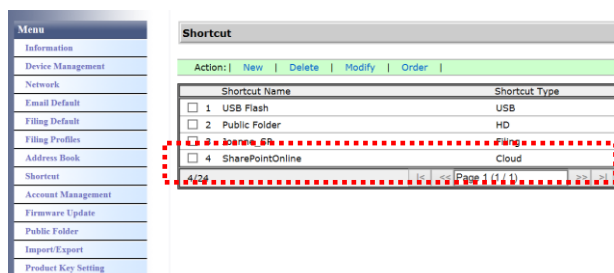 Menu
Information
Device Management
Network
Email Default
Filing Default
Filing Profiles
Address Book
Shortcut
Account Management
Firmware Update
Public Folder
Import/Export
Product Key Setting
Shortcut
Action: | New | Delete | Modify | Order |
Shortcut Name Shortcut Type
1 USB Flash USB
2 Public Folder HD
3 Joanne_SP Filing
4 SharePointOnline Cloud
4/24 |< << Page 1 (1 / 1) >> >|